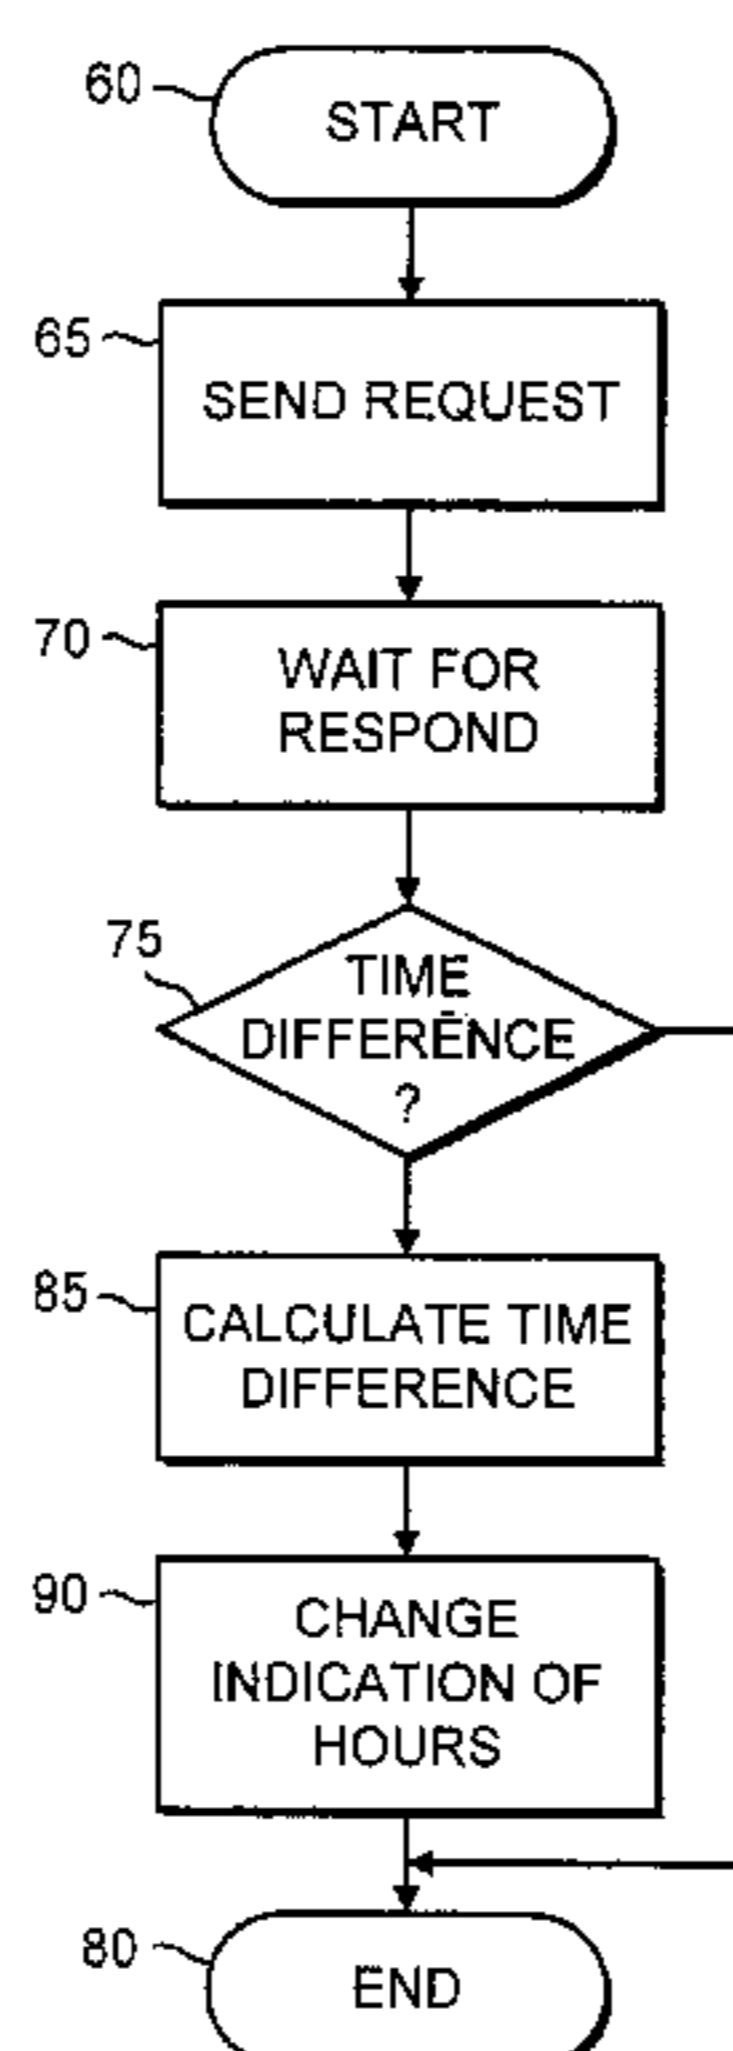 60
START
65
SEND REQUEST
70
WAIT FOR
RESPOND
75
TIME
DIFFERENCE
?
85
CALCULATE TIME
DIFFERENCE
90
CHANGE
INDICATION OF
HOURS
80
END